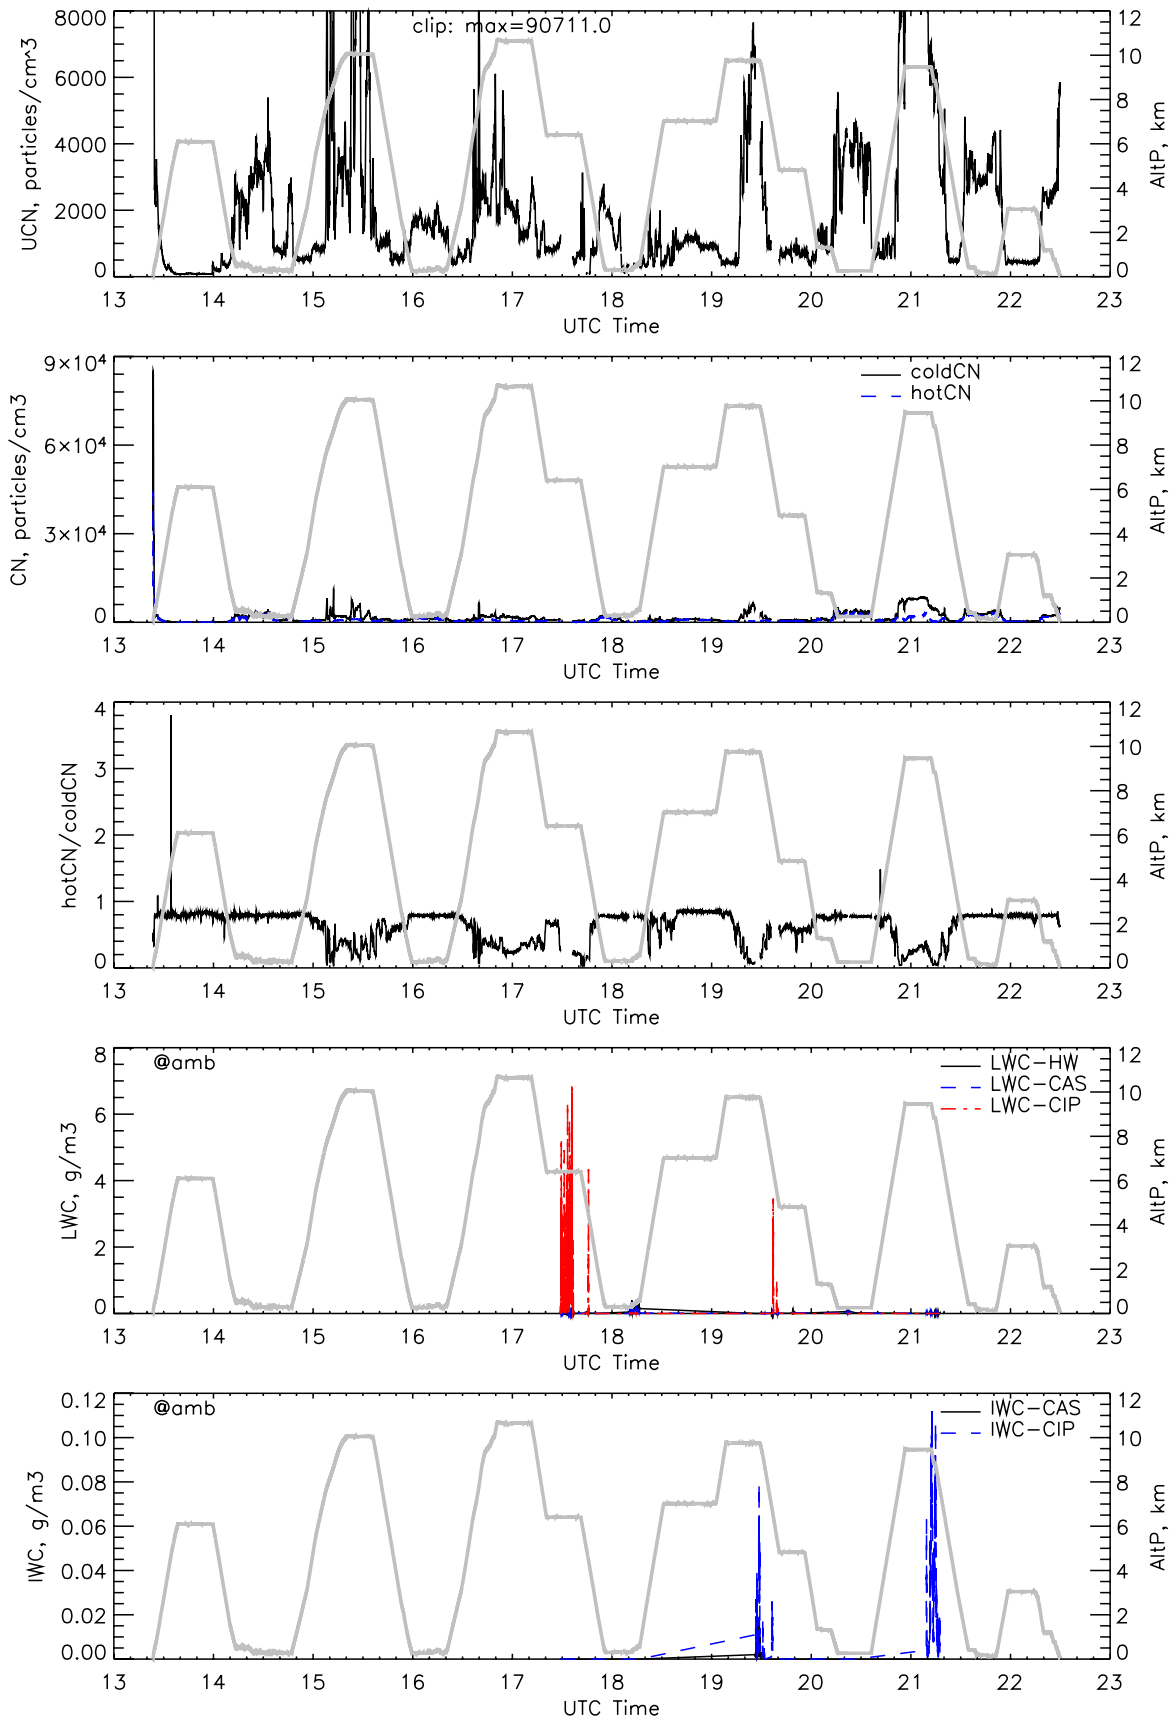 clip: max=90711.0
UCN, particles/cm^3
8000
6000
4000
2000
0
12
10
8
6
4
2
0
AltP, km
13 14 15 16 17 18 19 20 21 22 23
UTC Time
coldCN
hotCN
CN, particles/cm3
9×10⁴
6×10⁴
3×10⁴
0
12
10
8
6
4
2
0
AltP, km
13 14 15 16 17 18 19 20 21 22 23
UTC Time
hotCN/coldCN
4
3
2
1
0
12
10
8
6
4
2
0
AltP, km
13 14 15 16 17 18 19 20 21 22 23
UTC Time
@amb
LWC−HW
LWC−CAS
LWC−CIP
LWC, g/m3
8
6
4
2
0
12
10
8
6
4
2
0
AltP, km
13 14 15 16 17 18 19 20 21 22 23
UTC Time
@amb
IWC−CAS
IWC−CIP
IWC, g/m3
0.12
0.10
0.08
0.06
0.04
0.02
0.00
12
10
8
6
4
2
0
AltP, km
13 14 15 16 17 18 19 20 21 22 23
UTC Time